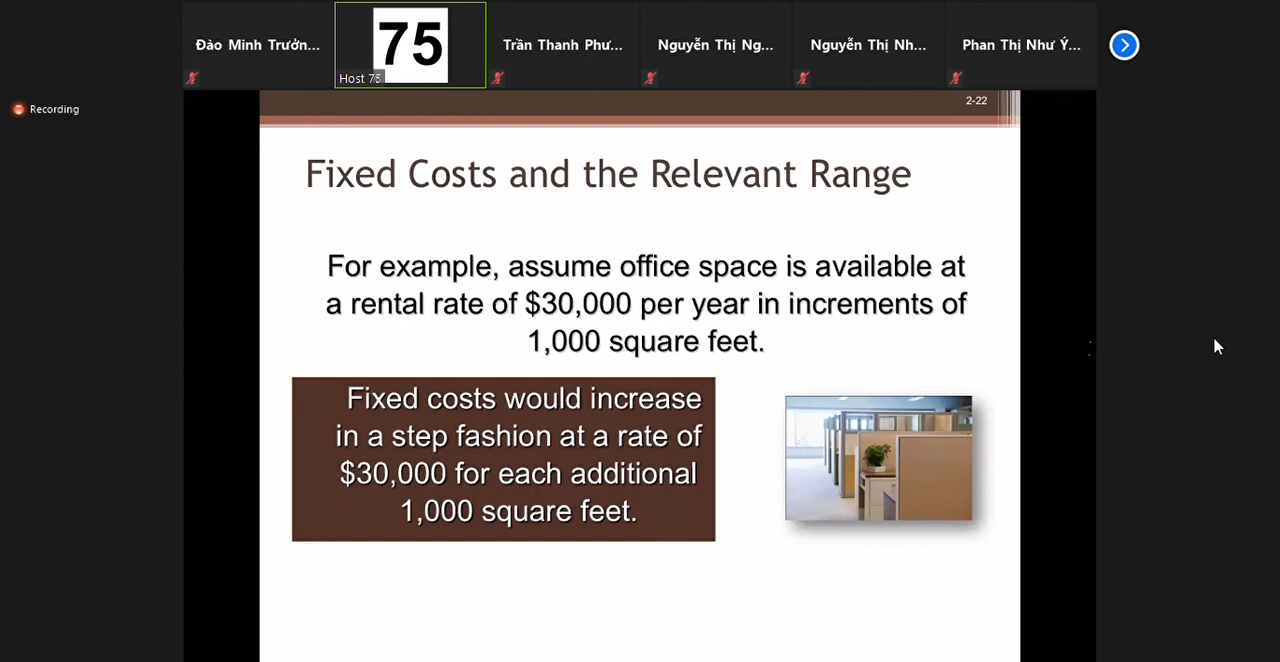 Đào Minh Trưởn...
75
Host 75
Trần Thanh Phư...
Nguyễn Thị Ng...
Nguyễn Thị Nh...
Phan Thị Như Ý...
Recording
2-22
Fixed Costs and the Relevant Range
For example, assume office space is available at
a rental rate of $30,000 per year in increments of
1,000 square feet.
Fixed costs would increase
in a step fashion at a rate of
$30,000 for each additional
1,000 square feet.